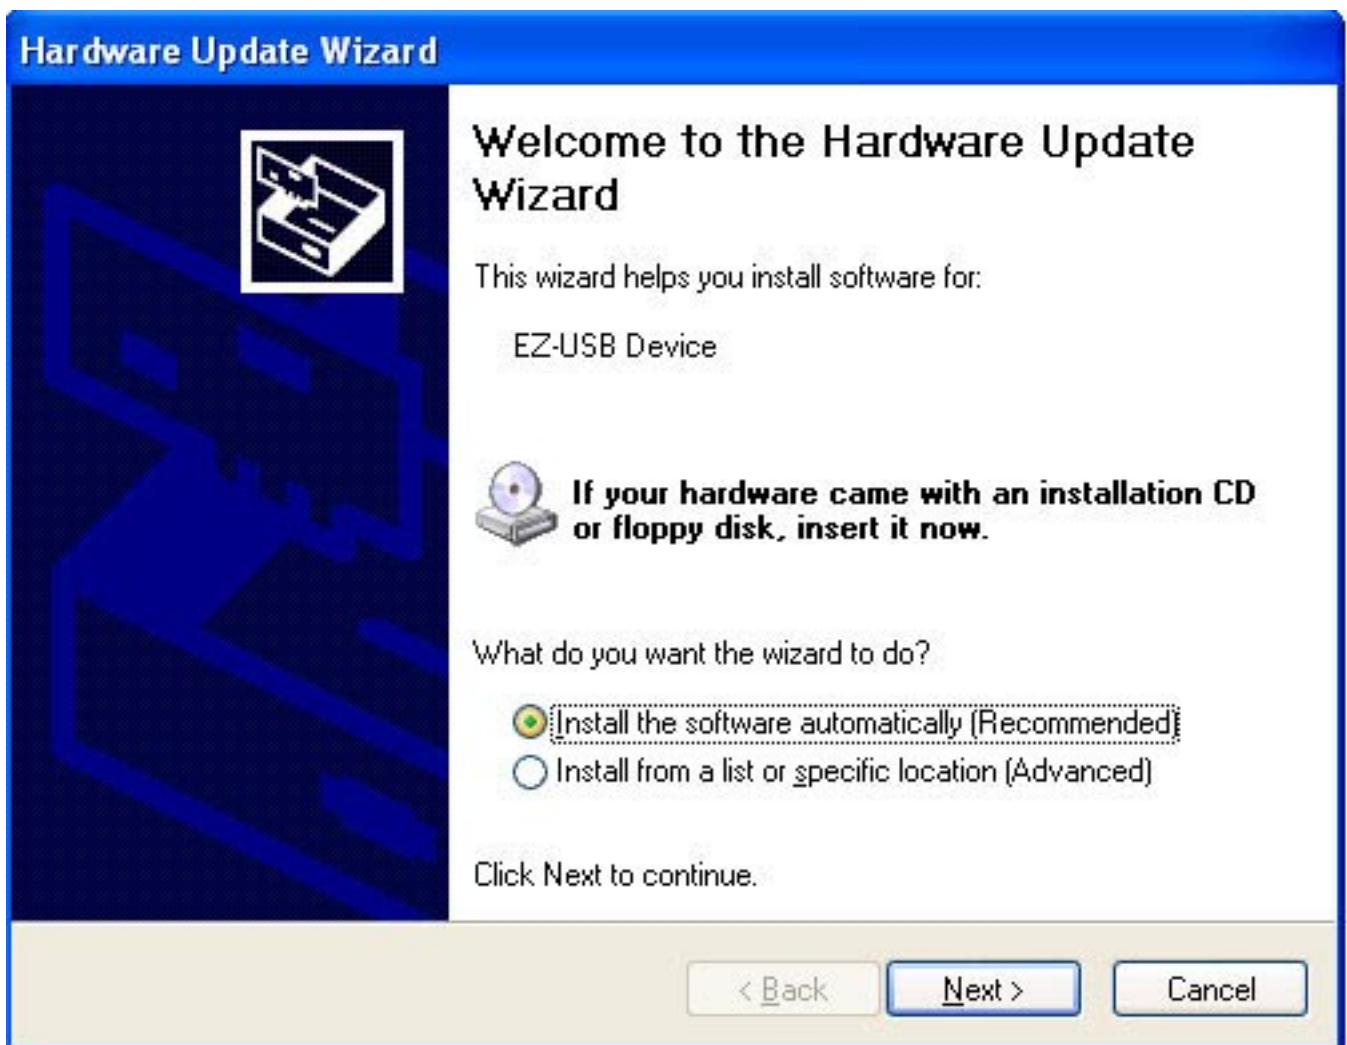 Hardware Update Wizard
Welcome to the Hardware Update
Wizard
This wizard helps you install software for:
EZ-USB Device
If your hardware came with an installation CD
or floppy disk, insert it now.
What do you want the wizard to do?
Install the software automatically (Recommended)
Install from a list or specific location (Advanced)
Click Next to continue.
< Back Next > Cancel